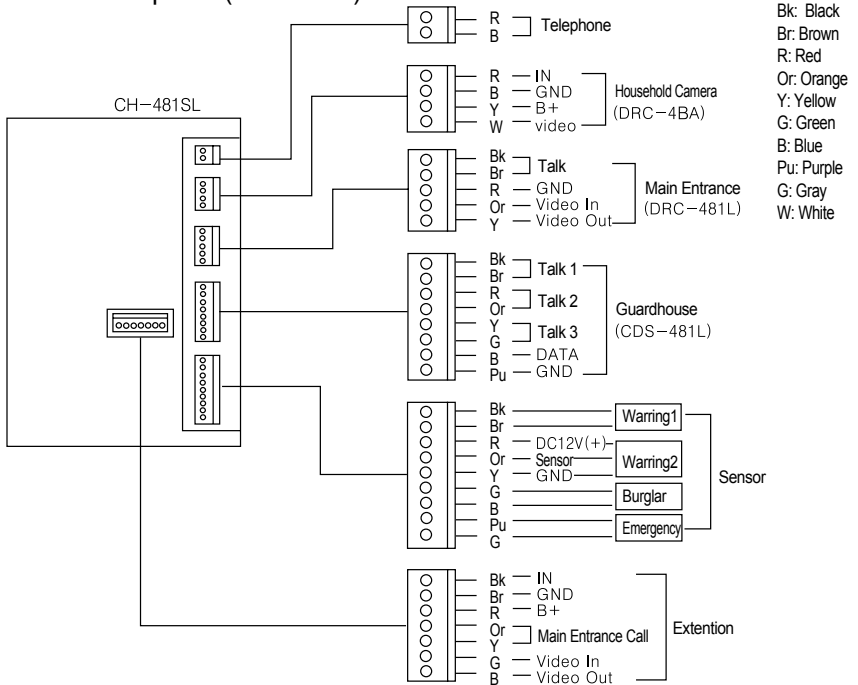 R
B
Telephone
Bk: Black
Br: Brown
R: Red
Or: Orange
Y: Yellow
G: Green
B: Blue
Pu: Purple
G: Gray
W: White
CH-481SL
R IN
B GND
Y B+
W video
Household Camera
(DRC-4BA)
Bk
Br
Talk
R GND
Or Video In
Y Video Out
Main Entrance
(DRC-481L)
Bk
Br
Talk 1
R
Or
Talk 2
Y
G
Talk 3
B DATA
Pu GND
Guardhouse
(CDS-481L)
Bk
Br
Warring1
R DC12V(+)
Or Sensor
Y GND
Warring2
G
B
Burglar
Pu
G
Emergency
Sensor
Bk IN
Br GND
R B+
Or
Y
Main Entrance Call
G Video In
B Video Out
Extention